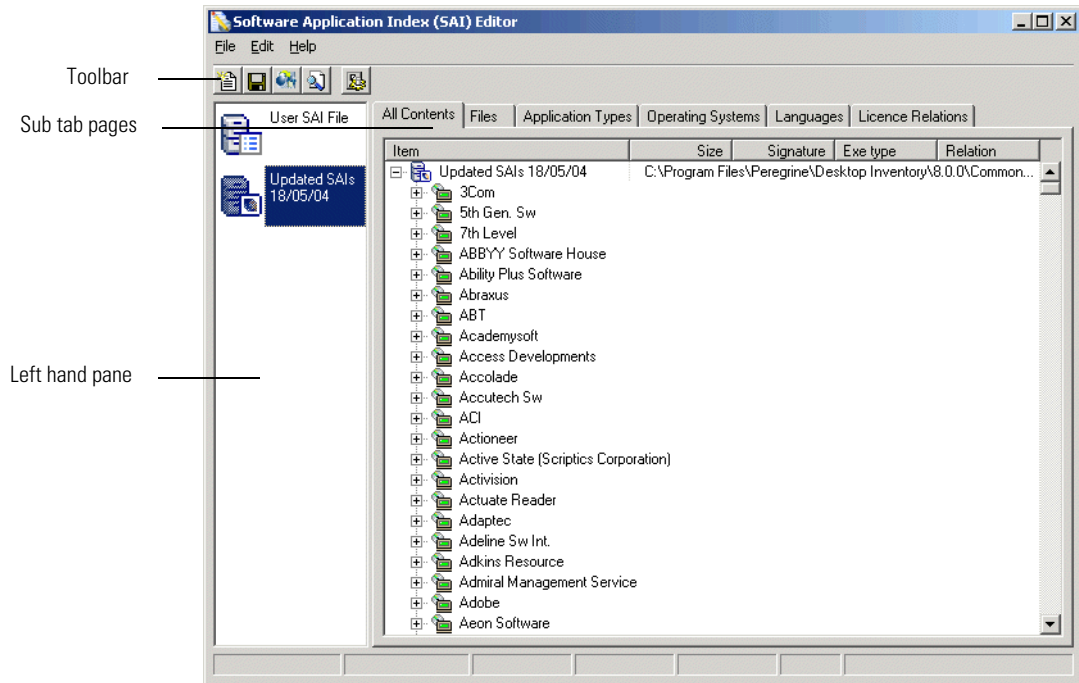 Software Application Index (SAI) Editor
File Edit Help
Toolbar
Sub tab pages
Left hand pane
User SAI File
Updated SAIs
18/05/04
All Contents Files Application Types Operating Systems Languages Licence Relations
Item Size Signature Exe type Relation
Updated SAIs 18/05/04 C:\Program Files\Peregrine\Desktop Inventory\8.0.0\Common...
3Com
5th Gen. Sw
7th Level
ABBYY Software House
Ability Plus Software
Abraxus
ABT
Academysoft
Access Developments
Accolade
Accutech Sw
ACI
Actioneer
Active State (Scriptics Corporation)
Activision
Actuate Reader
Adaptec
Adeline Sw Int.
Adkins Resource
Admiral Management Service
Adobe
Aeon Software